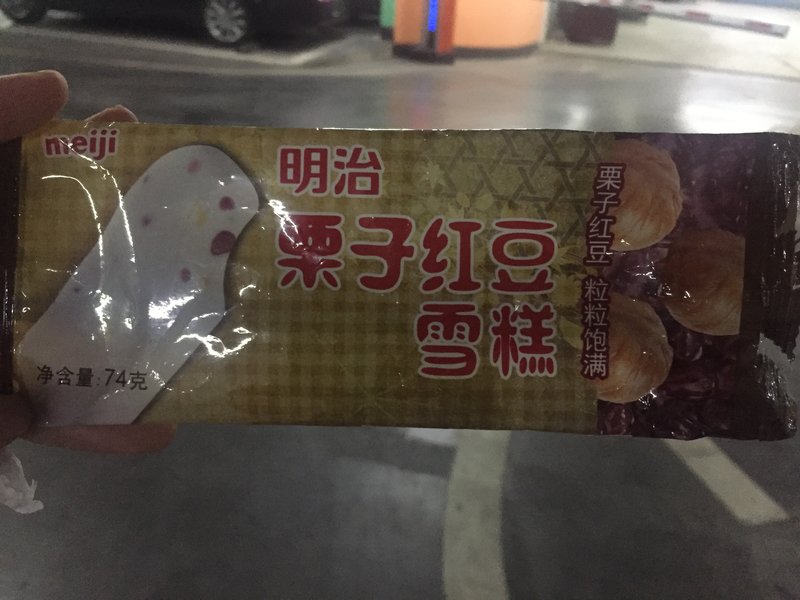 meiji
明治
栗子红豆
雪糕
栗子红豆 粒粒饱满
净含量:74克